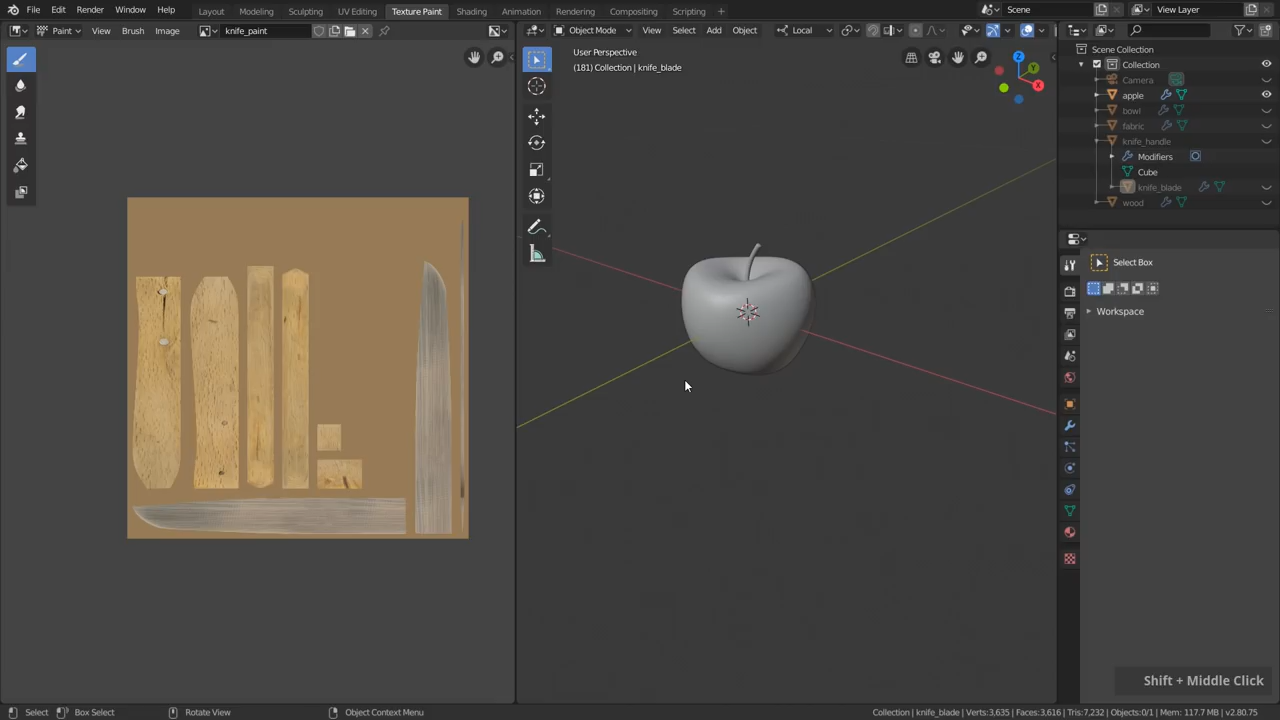 File Edit Render Window Help Layout Modeling Sculpting UV Editing Texture Paint Shading Animation Rendering Compositing Scripting + Scene View Layer
Paint View Brush Image knife_paint Object Mode View Select Add Object Local
User Perspective
(181) Collection | knife_blade
Z
Y
X
Scene Collection
Collection
Camera
apple
bowl
fabric
knife_handle
Modifiers
Cube
knife_blade
wood
Select Box
Workspace
Shift + Middle Click
Select Box Select Rotate View Object Context Menu Collection | knife_blade | Verts:3,635 | Faces:3,616 | Tris:7,232 | Objects:0/1 | Mem: 117.7 MB | v2.80.75